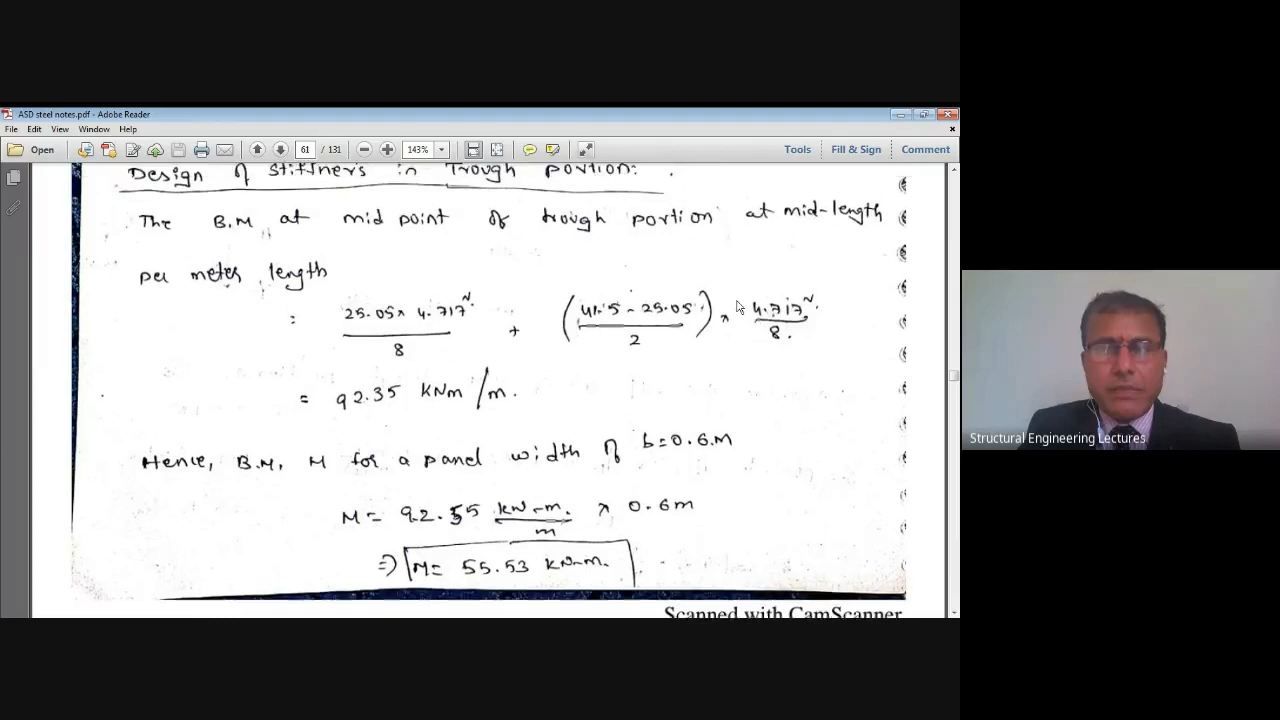 ASD steel notes.pdf - Adobe Reader
File Edit View Window Help
Open 61 / 131 143% Tools Fill & Sign Comment
Design of stiffners in Trough portion:
The B.M at mid point of trough portion at mid-length
per meter length
= 25.05 x 4.717² / 8 + (41.5 - 25.05 / 2) x 4.717² / 8.
= 92.35 KNm/m.
Hence, B.M, M for a panel width of b=0.6m
M = 92.55 kN-m. / m x 0.6m
=> M = 55.53 kN-m.
Scanned with CamScanner
Structural Engineering Lectures